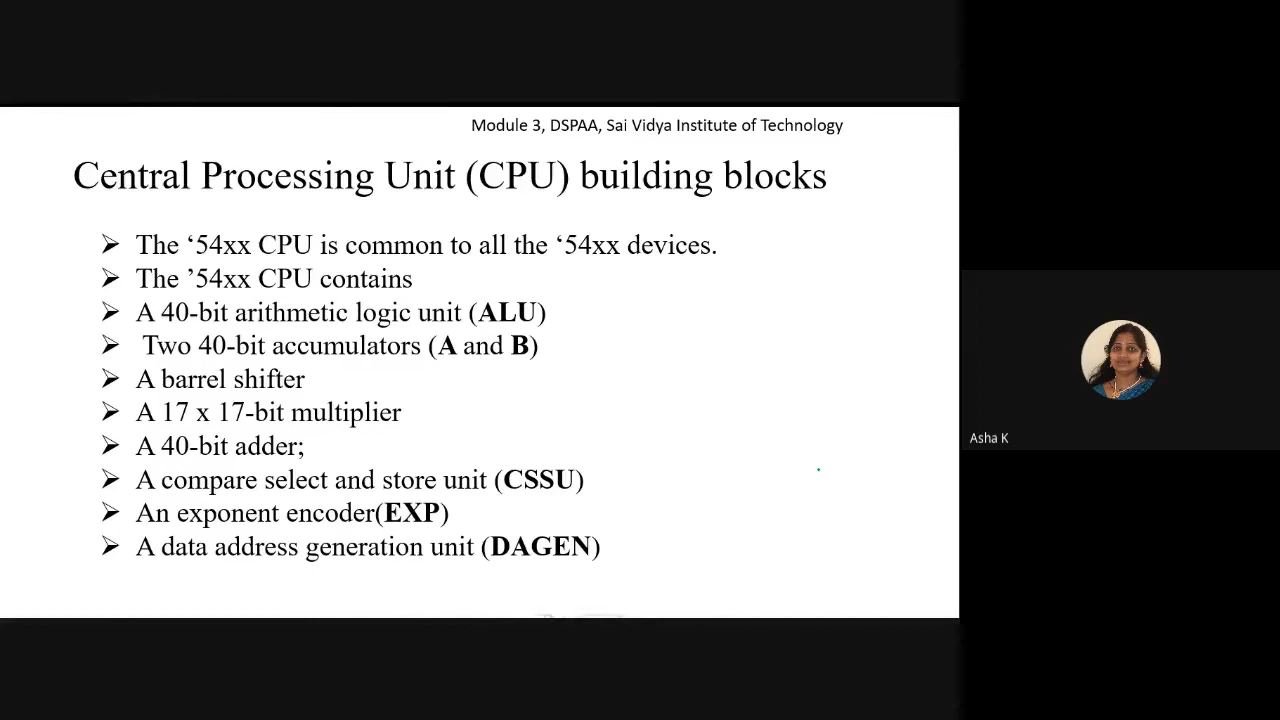 Module 3, DSPAA, Sai Vidya Institute of Technology
Central Processing Unit (CPU) building blocks
➢ The ‘54xx CPU is common to all the ‘54xx devices.
➢ The ’54xx CPU contains
➢ A 40-bit arithmetic logic unit (ALU)
➢ Two 40-bit accumulators (A and B)
➢ A barrel shifter
➢ A 17 x 17-bit multiplier
➢ A 40-bit adder;
➢ A compare select and store unit (CSSU)
➢ An exponent encoder(EXP)
➢ A data address generation unit (DAGEN)
Asha K